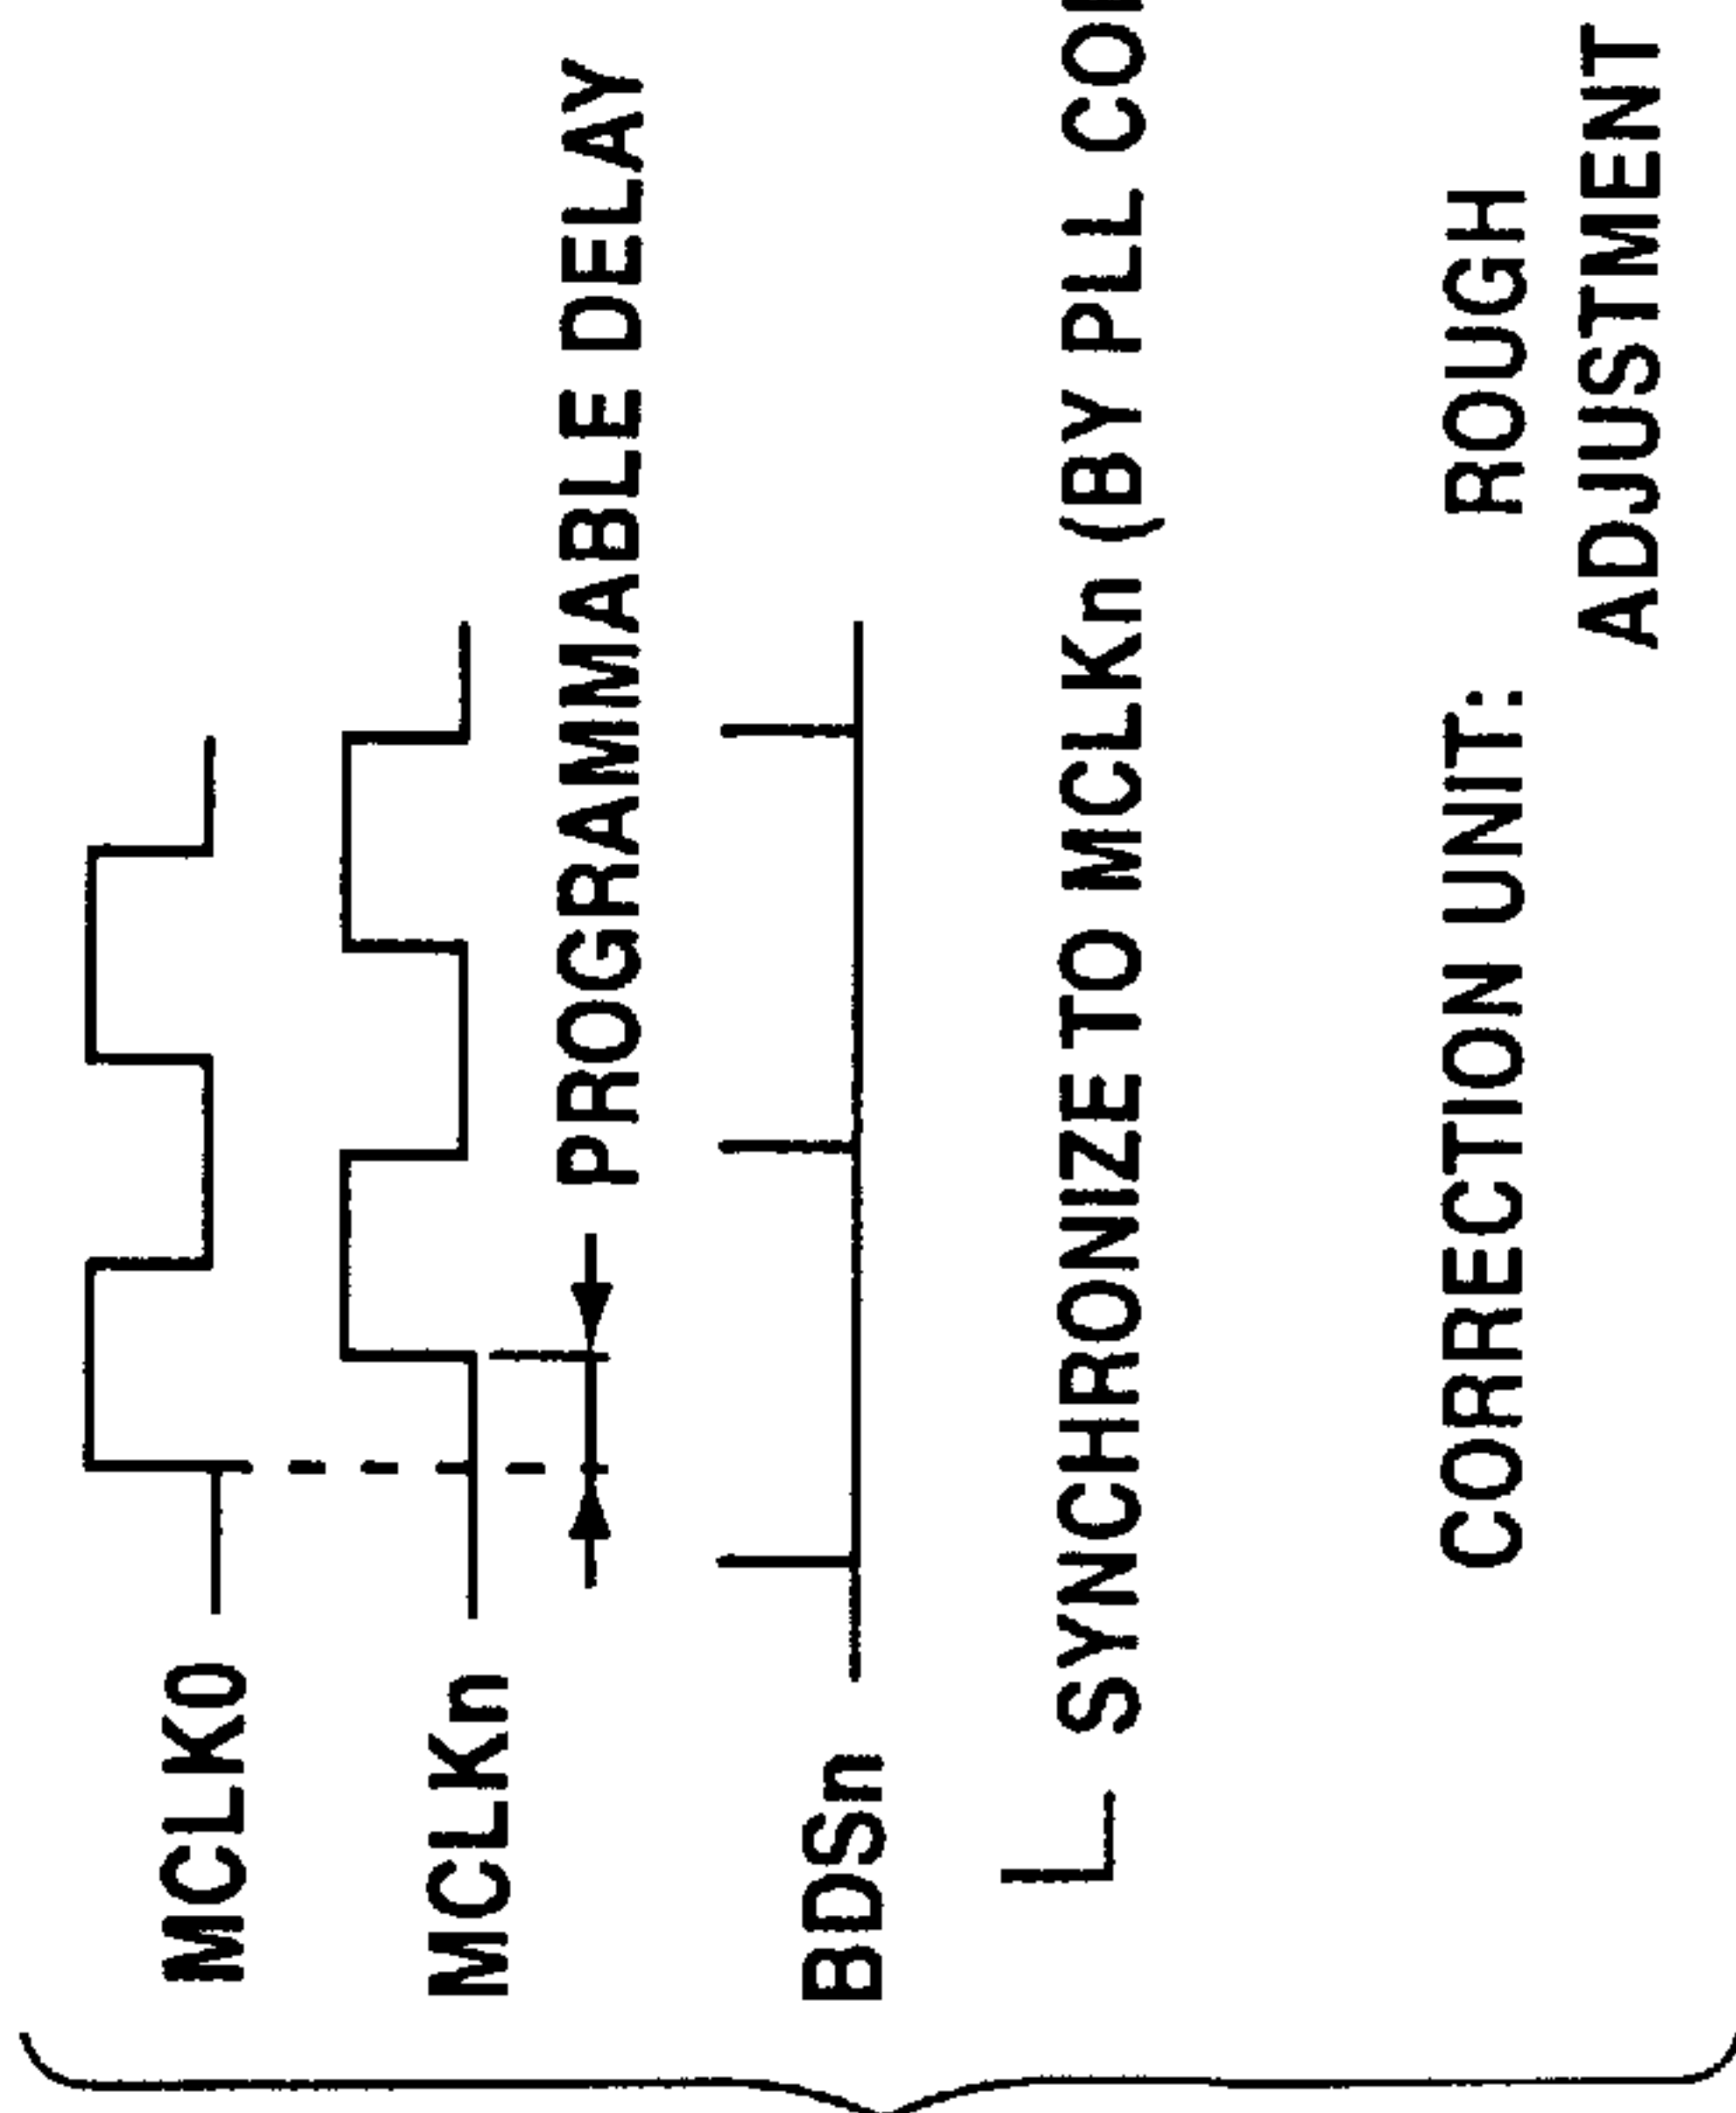 MCLK0
MCLKn
PROGRAMMABLE DELAY
BDSn
SYNCHRONIZE TO MCLKn (BY PLL
CORRECTION UNIT: ROUGH
ADJUSTMENT